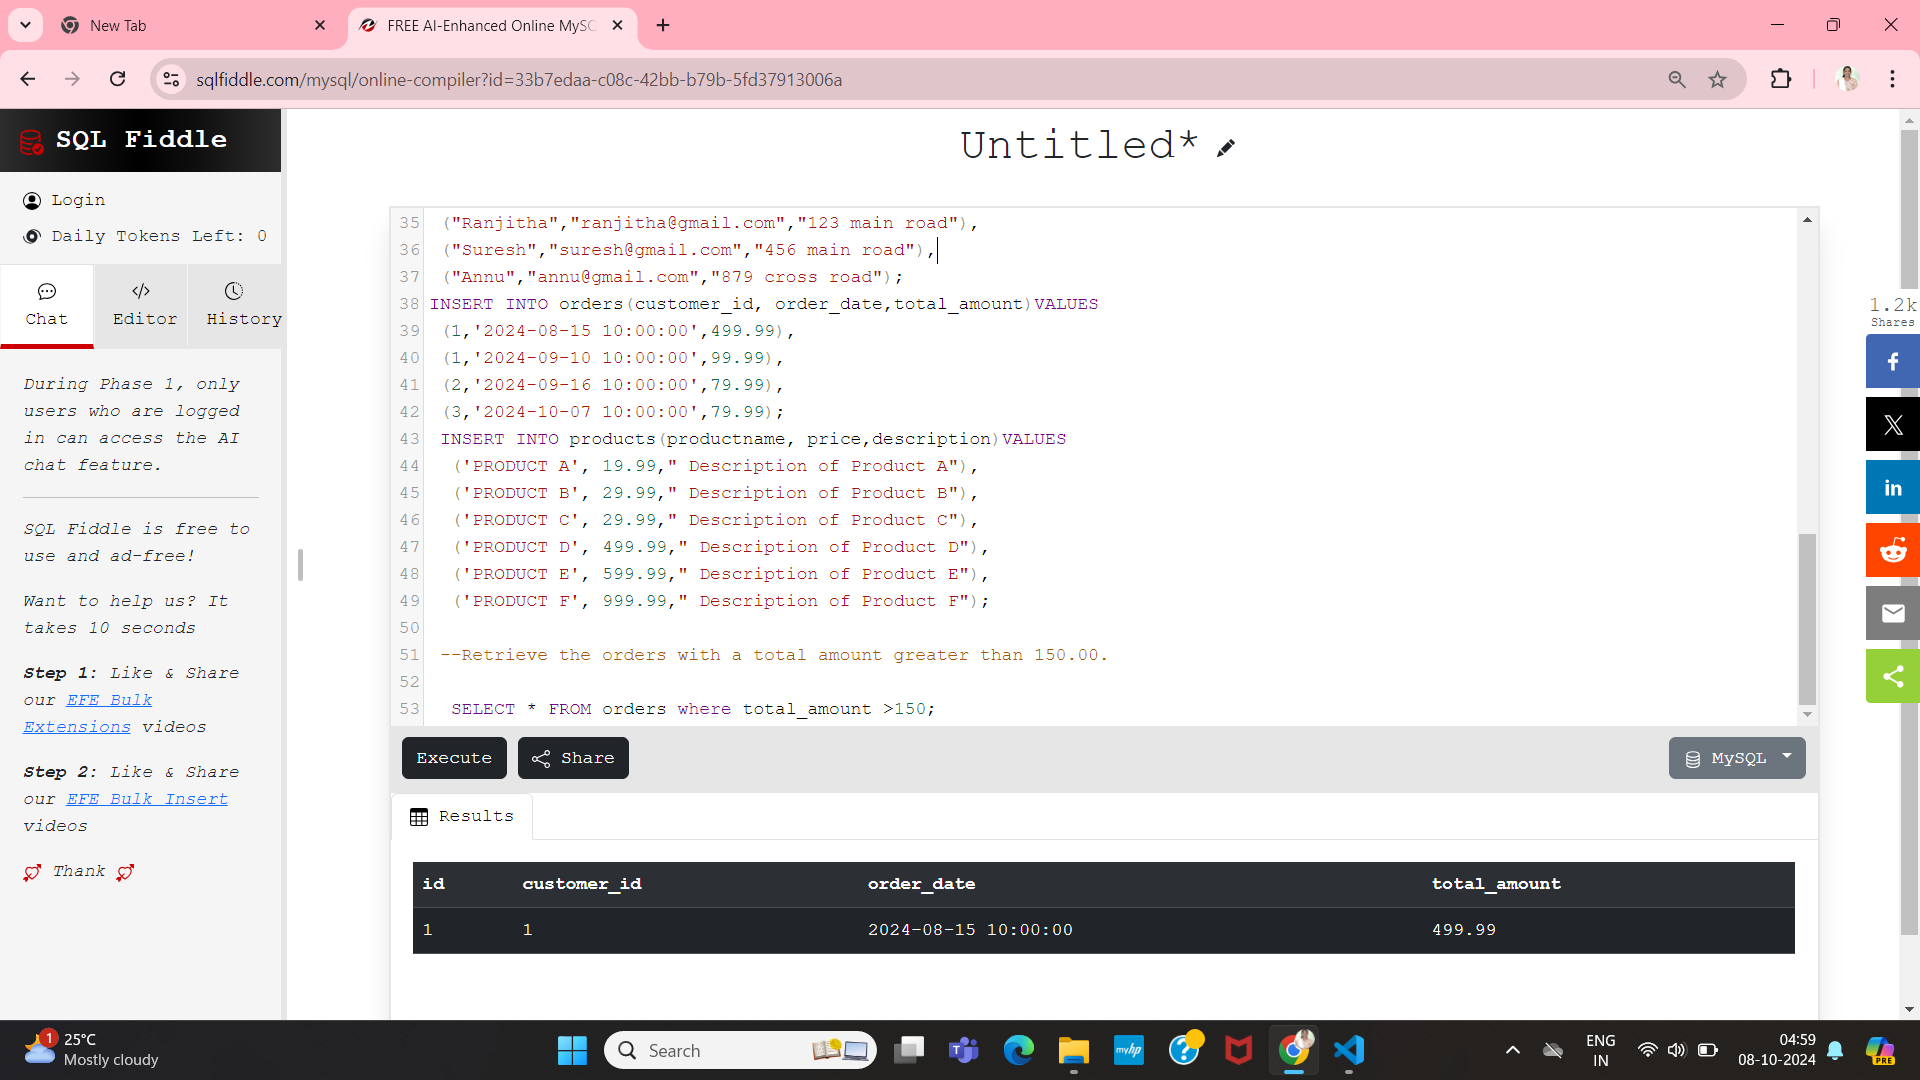 New Tab
FREE AI-Enhanced Online MySC
sqlfiddle.com/mysql/online-compiler?id=33b7edaa-c08c-42bb-b79b-5fd37913006a
SQL Fiddle
Login
Daily Tokens Left: 0
Chat
Editor
History
During Phase 1, only
users who are logged
in can access the AI
chat feature.
SQL Fiddle is free to
use and ad-free!
Want to help us? It
takes 10 seconds
Step 1: Like & Share
our EFE Bulk
Extensions videos
Step 2: Like & Share
our EFE Bulk Insert
videos
Thank
Untitled*
35 ("Ranjitha","ranjitha@gmail.com","123 main road"),
36 ("Suresh","suresh@gmail.com","456 main road"),
37 ("Annu","annu@gmail.com","879 cross road");
38 INSERT INTO orders(customer_id, order_date,total_amount)VALUES
39 (1,'2024-08-15 10:00:00',499.99),
40 (1,'2024-09-10 10:00:00',99.99),
41 (2,'2024-09-16 10:00:00',79.99),
42 (3,'2024-10-07 10:00:00',79.99);
43 INSERT INTO products(productname, price,description)VALUES
44 ('PRODUCT A', 19.99," Description of Product A"),
45 ('PRODUCT B', 29.99," Description of Product B"),
46 ('PRODUCT C', 29.99," Description of Product C"),
47 ('PRODUCT D', 499.99," Description of Product D"),
48 ('PRODUCT E', 599.99," Description of Product E"),
49 ('PRODUCT F', 999.99," Description of Product F");
50
51 --Retrieve the orders with a total amount greater than 150.00.
52
53 SELECT * FROM orders where total_amount >150;
Execute
Share
MySQL
Results
id customer_id order_date total_amount
1 1 2024-08-15 10:00:00 499.99
1.2k
Shares
1
25°C
Mostly cloudy
Search
myhp
ENG
IN
04:59
08-10-2024
PRE